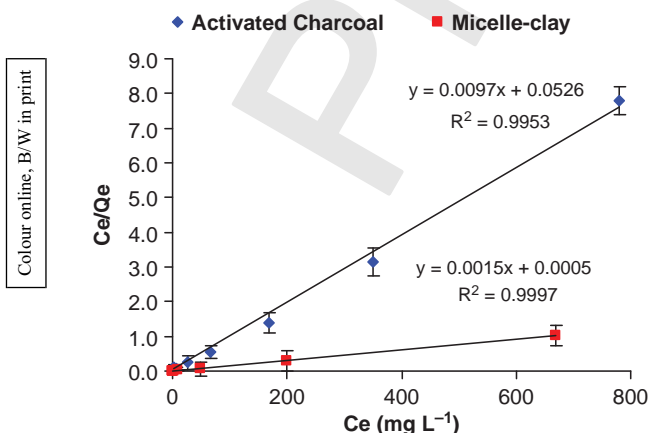 Activated Charcoal Micelle-clay
Colour online, B/W in print
9.0
8.0
7.0
6.0
5.0
4.0
3.0
2.0
1.0
0.0
Ce/Qe
y = 0.0097x + 0.0526
R² = 0.9953
y = 0.0015x + 0.0005
R² = 0.9997
0 200 400 600 800
Ce (mg L⁻¹)